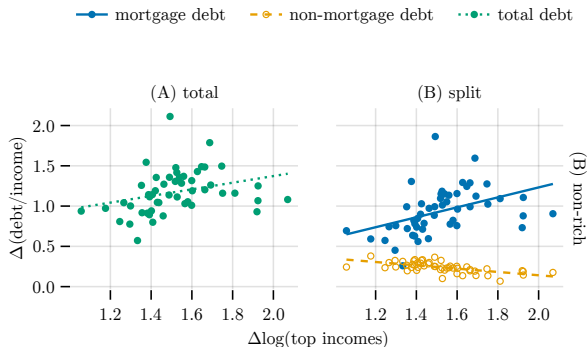 mortgage debt non-mortgage debt total debt
(A) total (B) split
2.0
1.5
1.0
0.5
0.0
Δ(debt/income)
(B) non-rich
1.2 1.4 1.6 1.8 2.0 1.2 1.4 1.6 1.8 2.0
Δlog(top incomes)